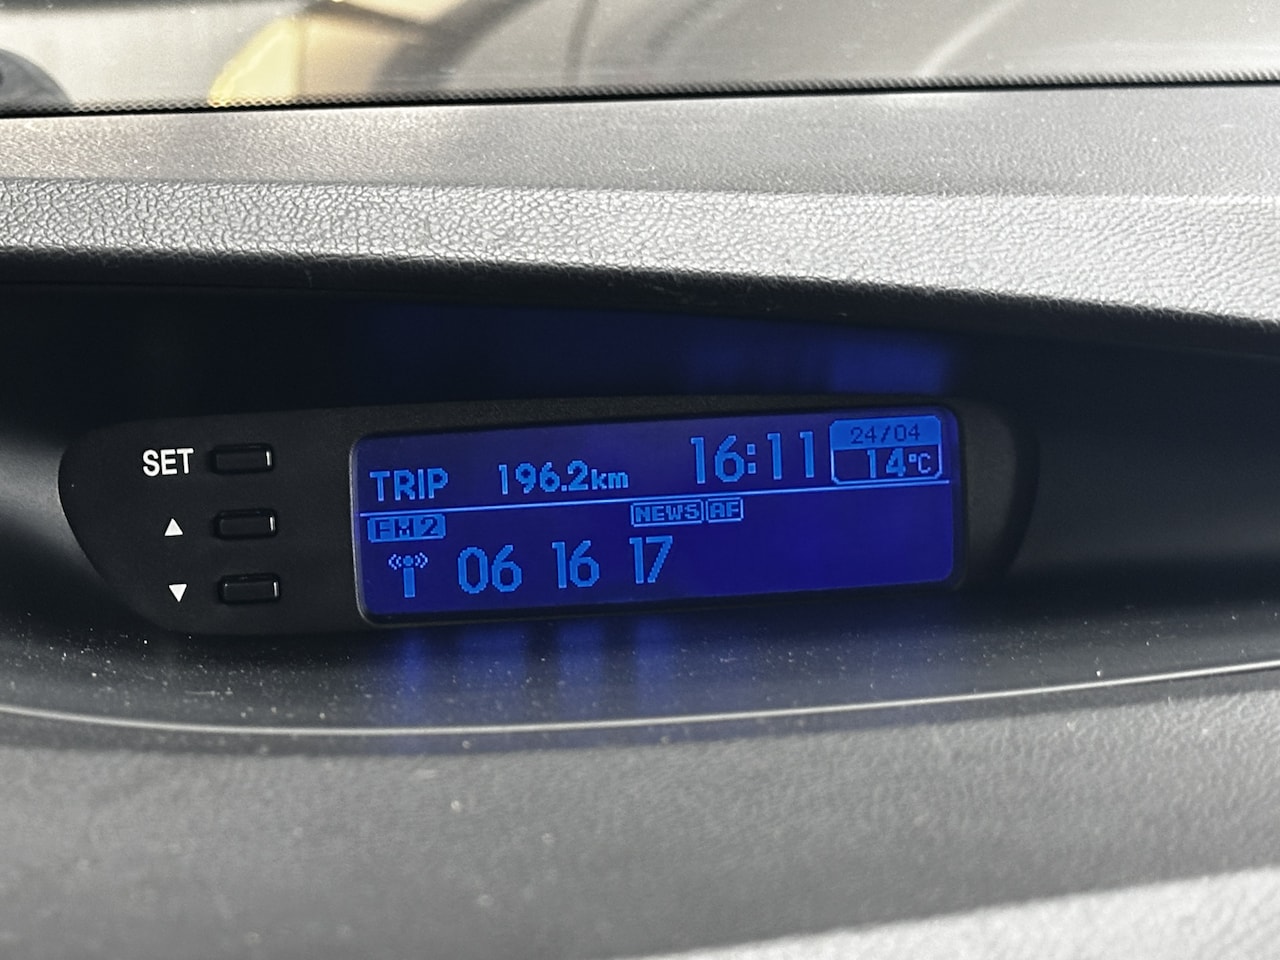 SET
▲
▼
TRIP 196.2km 16:11 24/04
14°C
FM2 NEWS AF
06 16 17